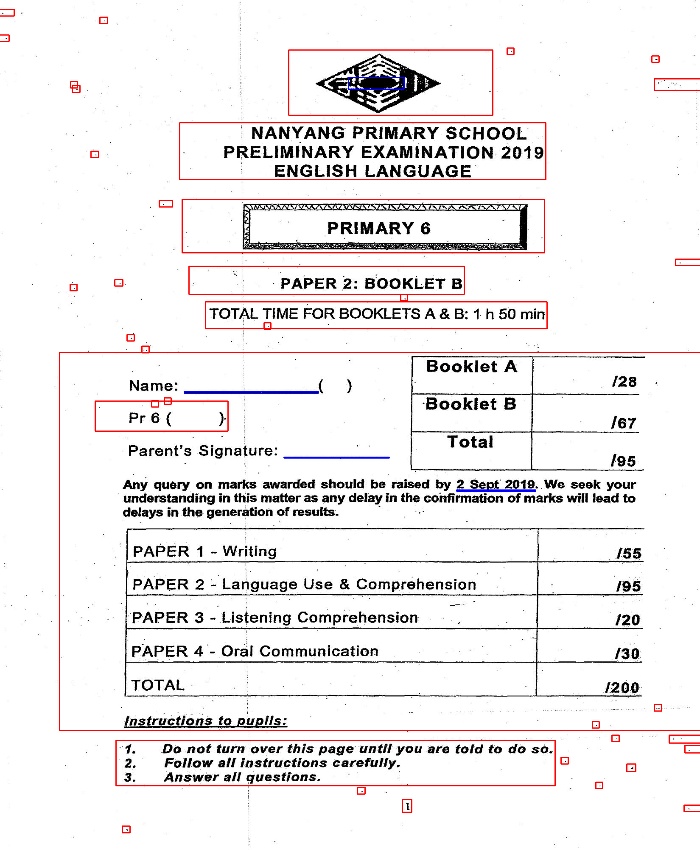 NANYANG PRIMARY SCHOOL
PRELIMINARY EXAMINATION 2019
ENGLISH LANGUAGE
PRIMARY 6
PAPER 2: BOOKLET B
TOTAL TIME FOR BOOKLETS A & B: 1 h 50 min
Name: ( )
Pr 6 ( )
Parent's Signature:
Booklet A /28
Booklet B /67
Total /95
Any query on marks awarded should be raised by 2 Sept 2019. We seek your
understanding in this matter as any delay in the confirmation of marks will lead to
delays in the generation of results.
PAPER 1 - Writing /55
PAPER 2 - Language Use & Comprehension /95
PAPER 3 - Listening Comprehension /20
PAPER 4 - Oral Communication /30
TOTAL /200
Instructions to pupils:
1. Do not turn over this page until you are told to do so.
2. Follow all instructions carefully.
3. Answer all questions.
1